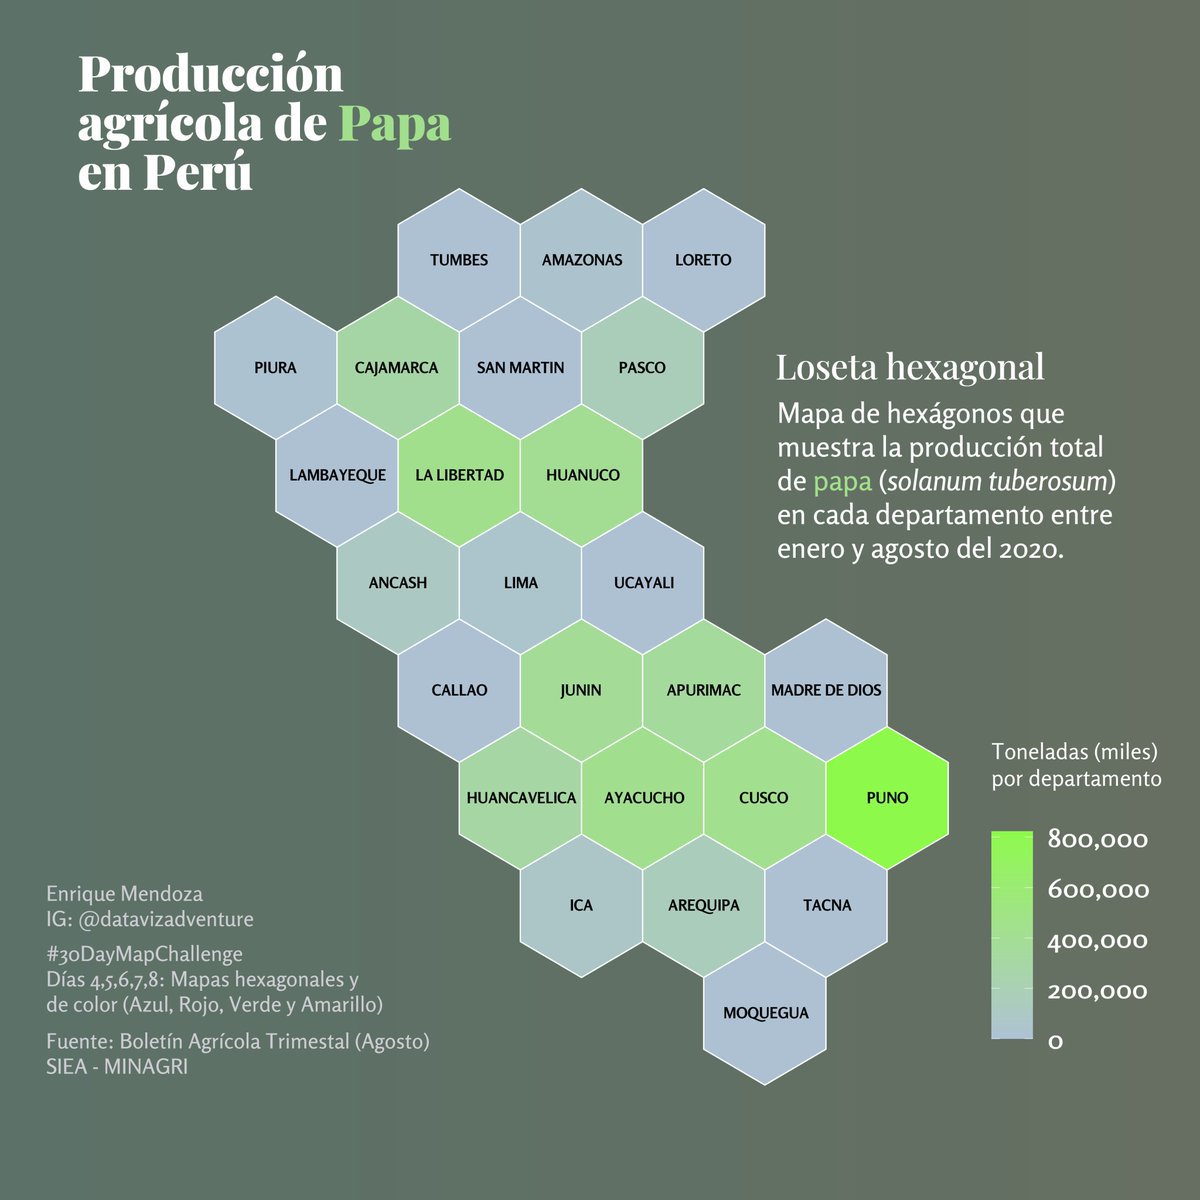 Producción
agrícola de Papa
en Perú
TUMBES
AMAZONAS
LORETO
PIURA
CAJAMARCA
SAN MARTIN
PASCO
Loseta hexagonal
Mapa de hexágonos que
muestra la producción total
de papa (solanum tuberosum)
en cada departamento entre
enero y agosto del 2020.
LAMBAYEQUE
LA LIBERTAD
HUANUCO
ANCASH
LIMA
UCAYALI
CALLAO
JUNIN
APURIMAC
MADRE DE DIOS
HUANCAVELICA
AYACUCHO
CUSCO
PUNO
ICA
AREQUIPA
TACNA
MOQUEGUA
Toneladas (miles)
por departamento
800,000
600,000
400,000
200,000
0
Enrique Mendoza
IG: @datavizadventure
#30DayMapChallenge
Días 4,5,6,7,8: Mapas hexagonales y
de color (Azul, Rojo, Verde y Amarillo)
Fuente: Boletín Agrícola Trimestal (Agosto)
SIEA - MINAGRI